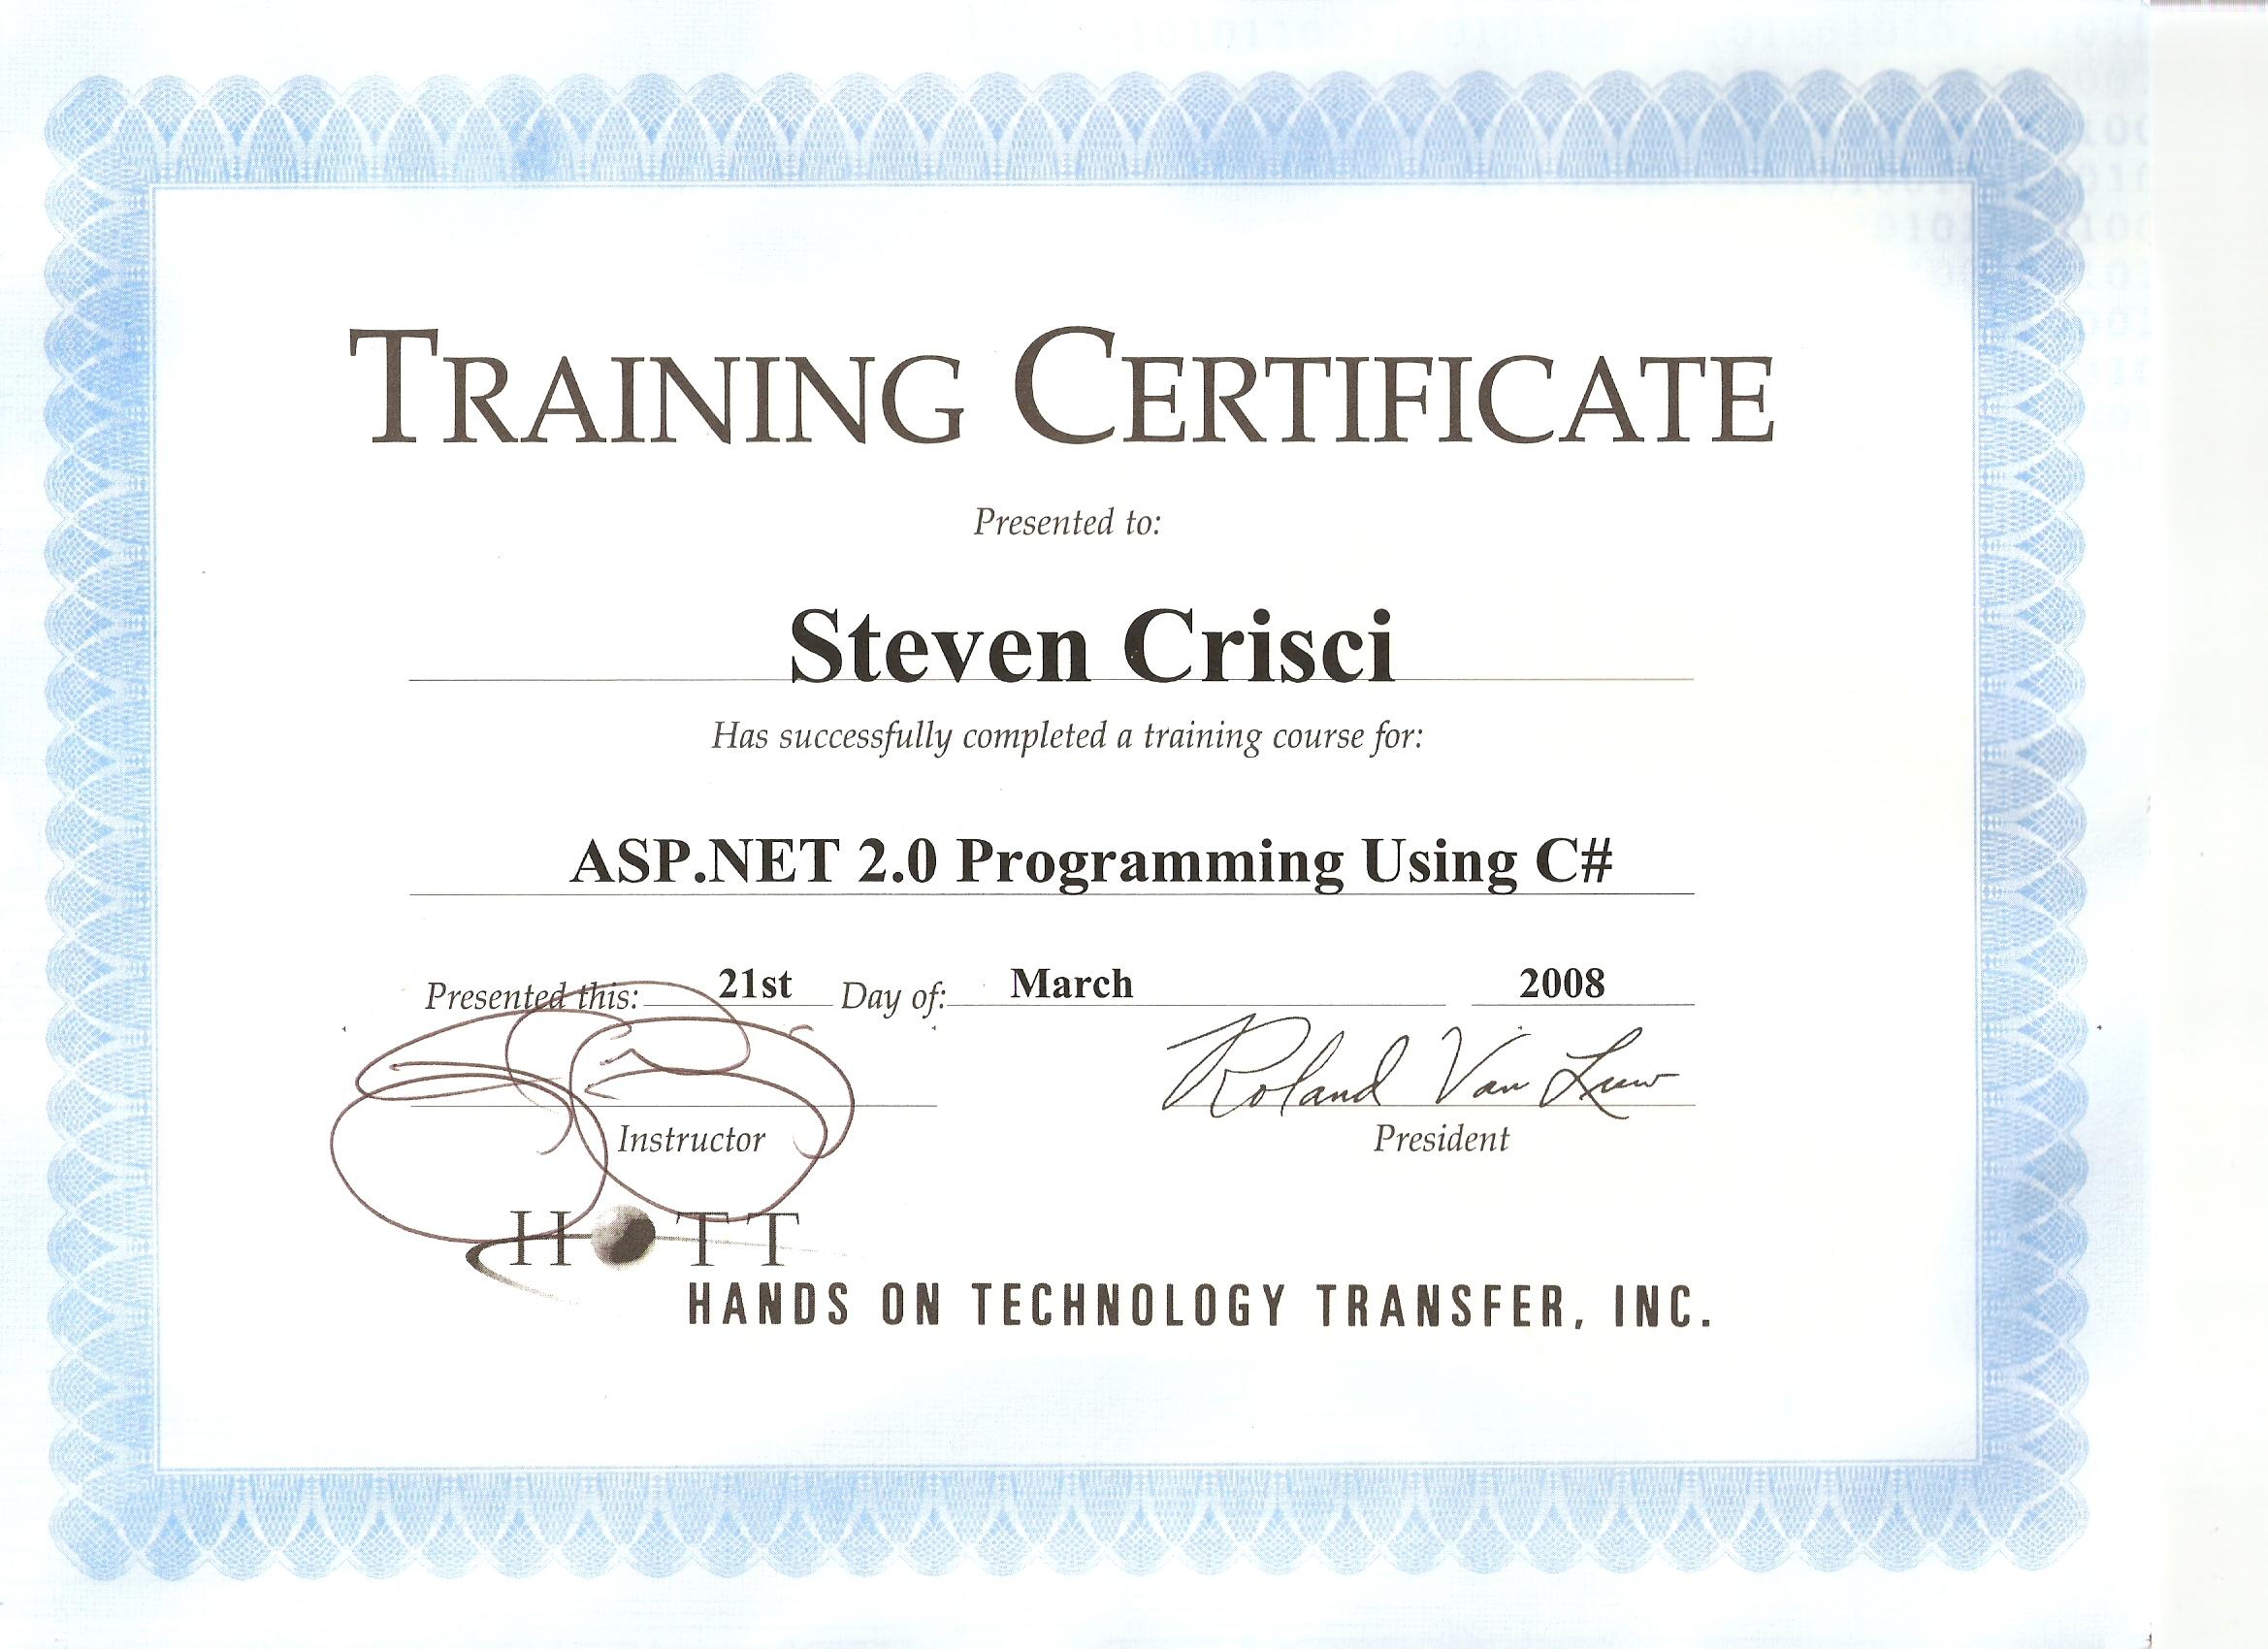 TRAINING CERTIFICATE
Presented to:
Steven Crisci
Has successfully completed a training course for:
ASP.NET 2.0 Programming Using C#
Presented this: 21st Day of: March 2008
Roland Van Liew
Instructor President
HOTT
HANDS ON TECHNOLOGY TRANSFER, INC.